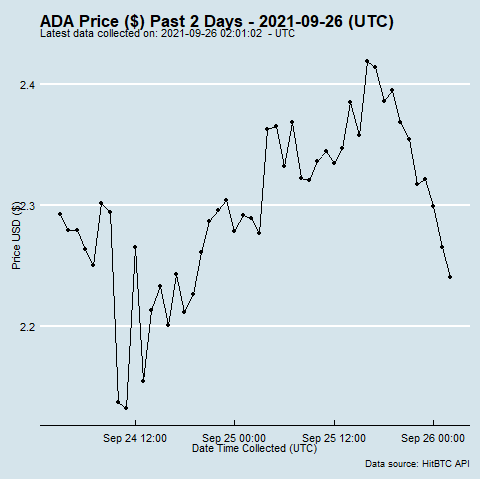 ADA Price ($) Past 2 Days - 2021-09-26 (UTC)
Latest data collected on: 2021-09-26 02:01:02  - UTC
2.4
2.3
2.2
Price USD ($)
Sep 24 12:00
Sep 25 00:00
Sep 25 12:00
Sep 26 00:00
Date Time Collected (UTC)
Data source: HitBTC API